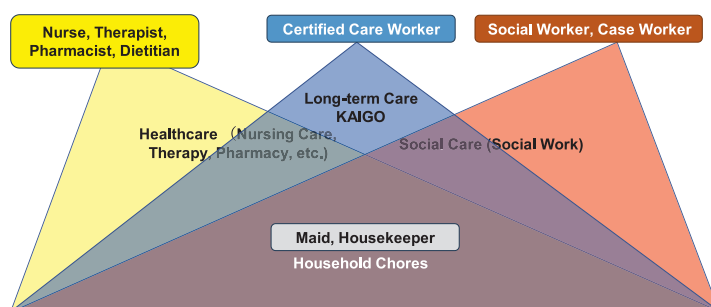 Nurse, Therapist,
Pharmacist, Dietitian
Certified Care Worker
Social Worker, Case Worker
Long-term Care
KAIGO
Healthcare （Nursing Care,
Therapy, Pharmacy, etc.)
Social Care (Social Work)
Maid, Housekeeper
Household Chores